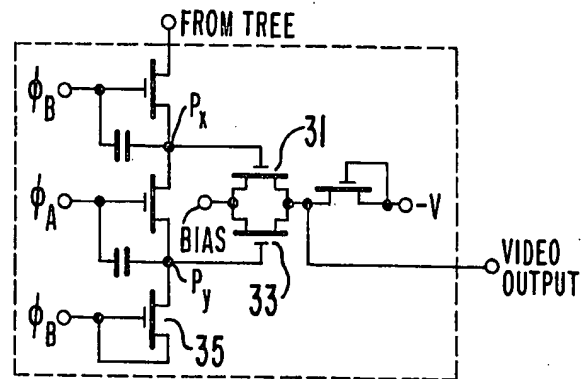 FROM TREE
ϕB
Px
31
ϕA
BIAS
-V
VIDEO
OUTPUT
Py
33
ϕB
35